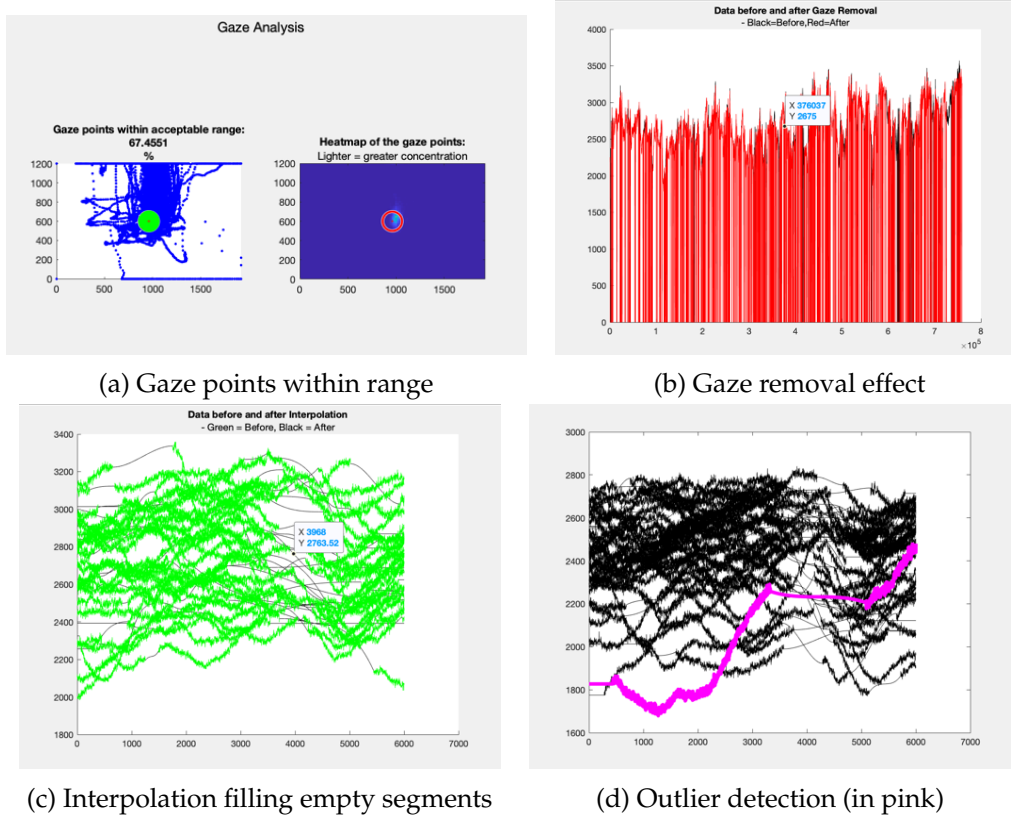 Gaze Analysis
Gaze points within acceptable range:
67.4551
%
1200
1000
800
600
400
200
0
0 500 1000 1500
Heatmap of the gaze points:
Lighter = greater concentration
1200
1000
800
600
400
200
0
0 500 1000 1500
(a) Gaze points within range
Data before and after Gaze Removal
- Black=Before,Red=After
4000
3500
3000
2500
2000
1500
1000
500
0
X 376037
Y 2675
0 1 2 3 4 5 6 7 8
×10⁵
(b) Gaze removal effect
Data before and after Interpolation
- Green = Before, Black = After
3400
3200
3000
2800
2600
2400
2200
2000
1800
X 3968
Y 2763.52
0 1000 2000 3000 4000 5000 6000 7000
(c) Interpolation filling empty segments
3000
2800
2600
2400
2200
2000
1800
1600
0 1000 2000 3000 4000 5000 6000 7000
(d) Outlier detection (in pink)